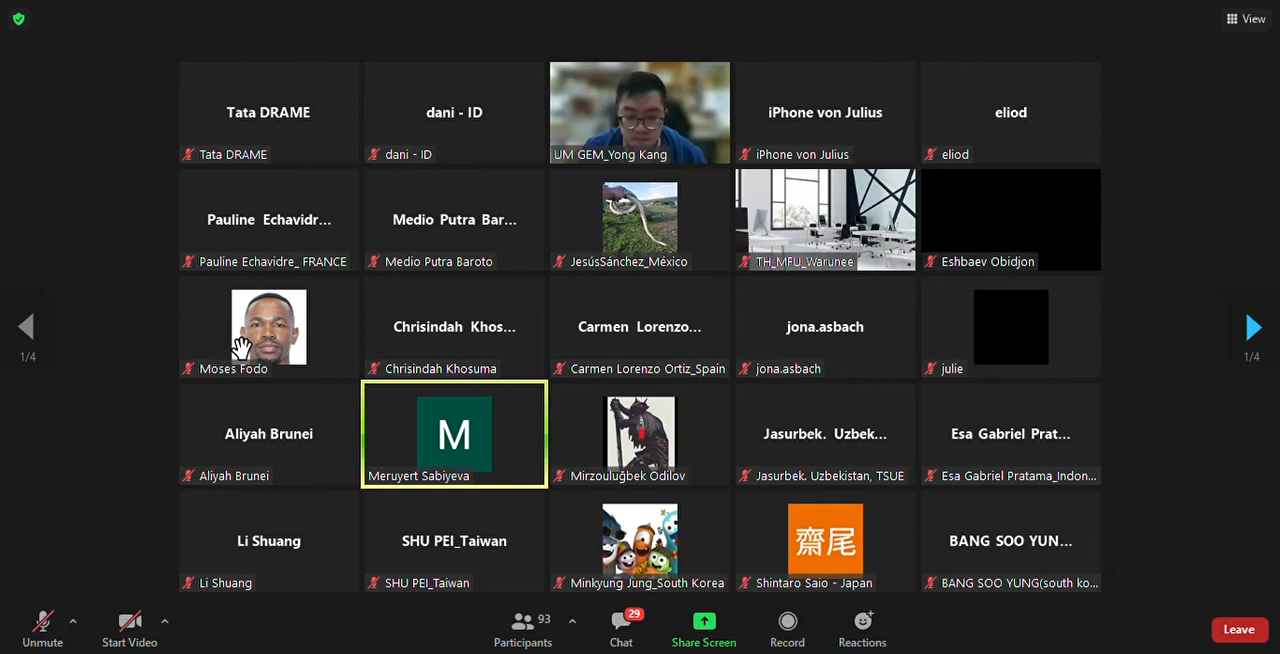 View
Tata DRAME
dani - ID
iPhone von Julius
eliod
Tata DRAME
dani - ID
UM GEM_Yong Kang
iPhone von Julius
eliod
Pauline Echavidr...
Medio Putra Bar...
Pauline Echavidre_ FRANCE
Medio Putra Baroto
JesúsSánchez_México
TH_MFU_Warunee
Eshbaev Obidjon
Chrisindah Khos...
Carmen Lorenzo...
jona.asbach
1/4
1/4
Moses Fodo
Chrisindah Khosuma
Carmen Lorenzo Ortiz_Spain
jona.asbach
julie
Aliyah Brunei
M
Jasurbek. Uzbek...
Esa Gabriel Prat...
Aliyah Brunei
Meruyert Sabiyeva
Mirzouluğbek Odilov
Jasurbek. Uzbekistan, TSUE
Esa Gabriel Pratama_Indon...
Li Shuang
SHU PEI_Taiwan
齋尾
BANG SOO YUN...
Li Shuang
SHU PEI_Taiwan
Minkyung Jung_South Korea
Shintaro Saio - Japan
BANG SOO YUNG(south ko...
Unmute
Start Video
93
Participants
29
Chat
Share Screen
Record
Reactions
Leave